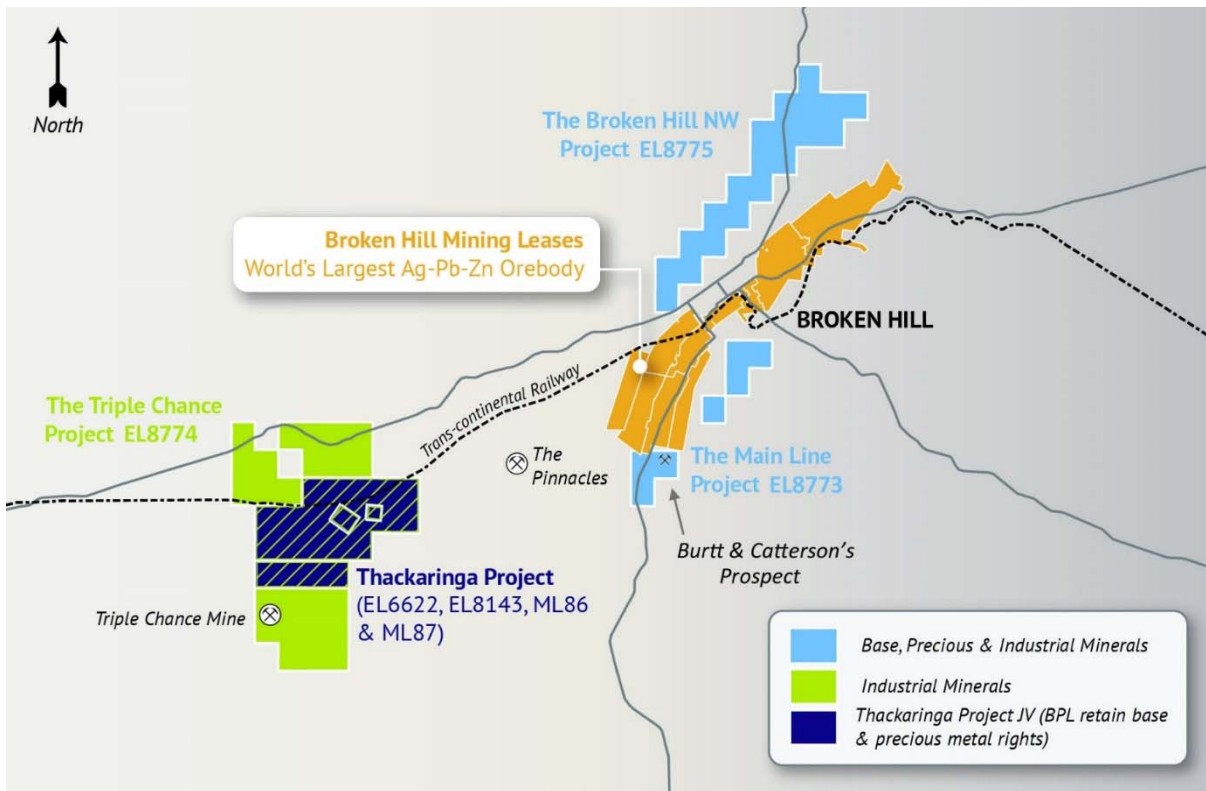 North
The Broken Hill NW
Project EL8775
Broken Hill Mining Leases
World's Largest Ag-Pb-Zn Orebody
BROKEN HILL
Trans-continental Railway
The Triple Chance
Project EL8774
The
Pinnacles
The Main Line
Project EL8773
Burtt & Catterson's
Prospect
Thackaringa Project
(EL6622, EL8143, ML86
& ML87)
Triple Chance Mine
Base, Precious & Industrial Minerals
Industrial Minerals
Thackaringa Project JV (BPL retain base
& precious metal rights)